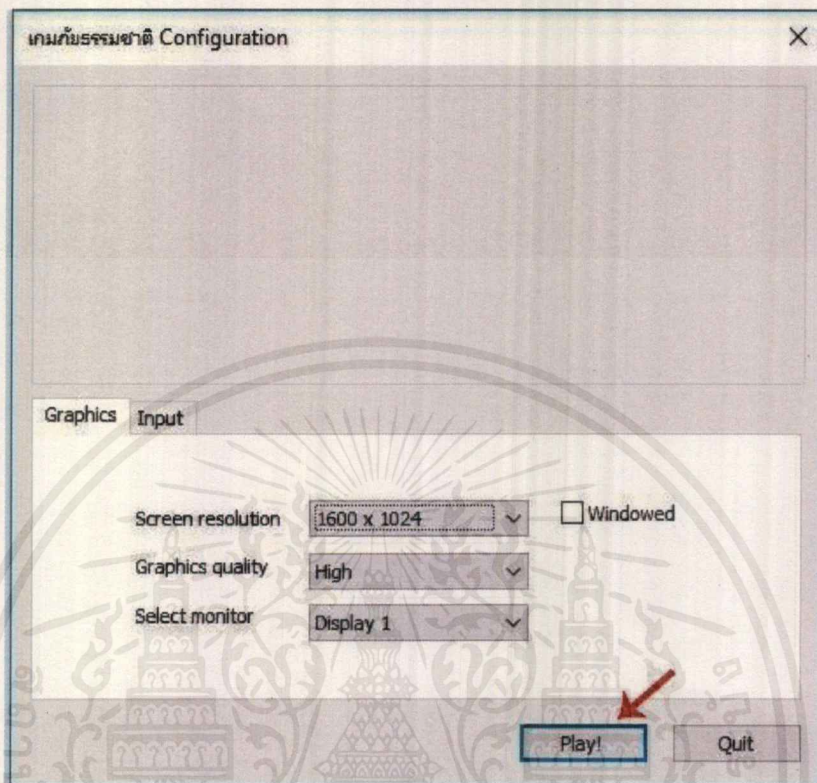 เกมภัยธรรมชาติ Configuration
Graphics Input
Screen resolution 1600 x 1024 Windowed
Graphics quality High
Select monitor Display 1
Play! Quit